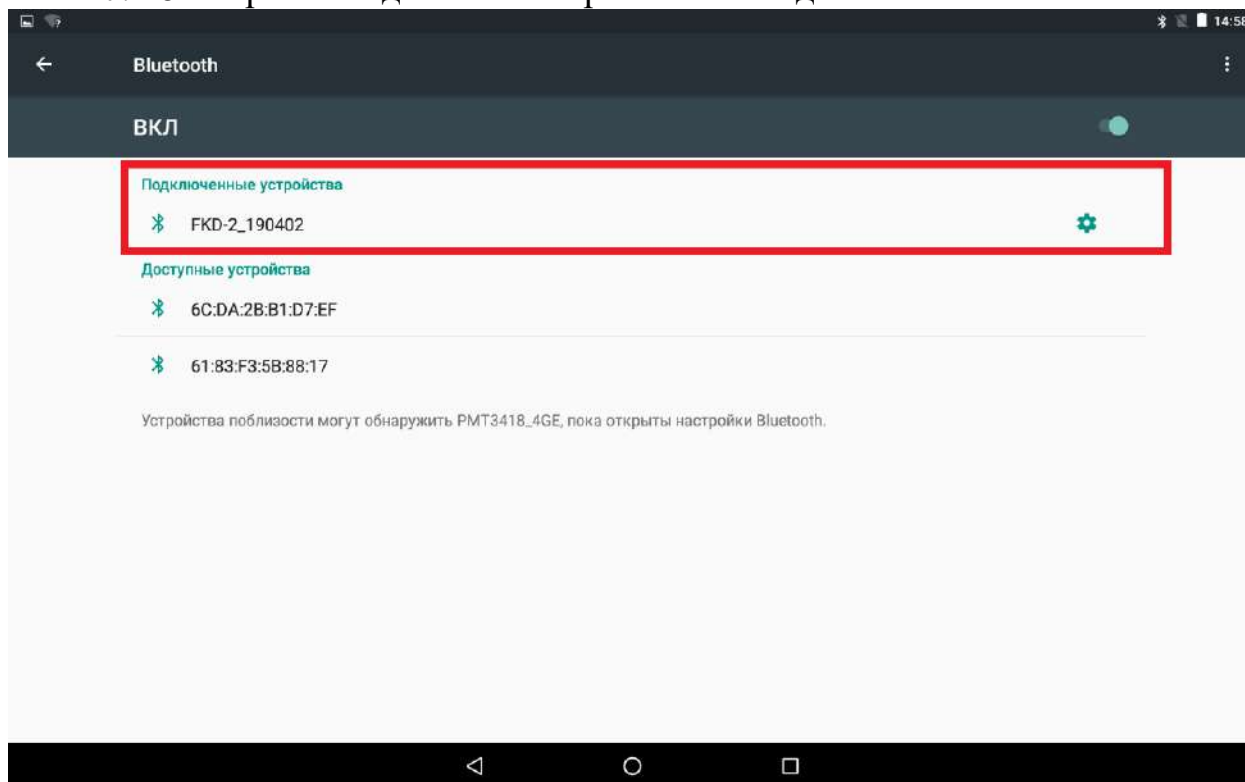 14:58
Bluetooth
ВКЛ
Подключенные устройства
FKD-2_190402
Доступные устройства
6C:DA:2B:B1:D7:EF
61:83:F3:5B:88:17
Устройства поблизости могут обнаружить PMT3418_4GE, пока открыты настройки Bluetooth.